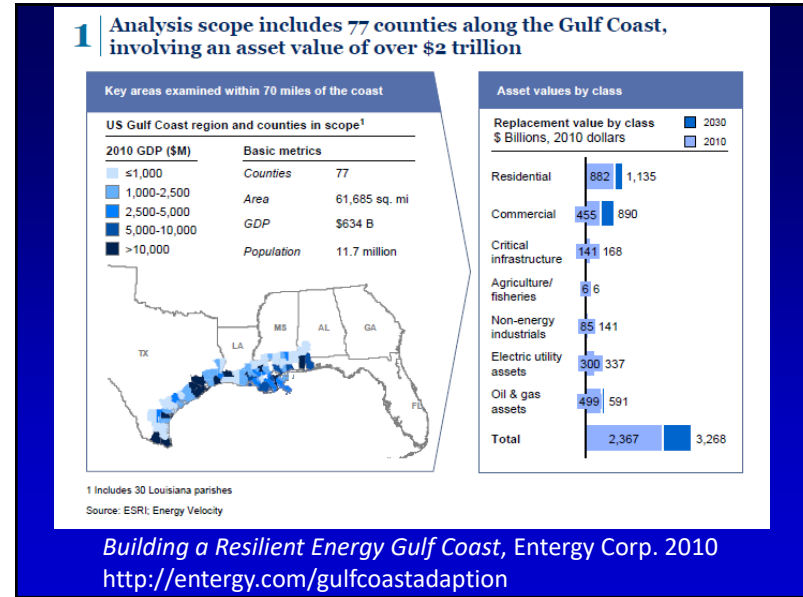 1
Analysis scope includes 77 counties along the Gulf Coast,
involving an asset value of over $2 trillion
Key areas examined within 70 miles of the coast
US Gulf Coast region and counties in scope1
2010 GDP ($M)
≤1,000
1,000-2,500
2,500-5,000
5,000-10,000
>10,000
Basic metrics
Counties 77
Area 61,685 sq. mi
GDP $634 B
Population 11.7 million
TX
LA
MS
AL
GA
FL
Asset values by class
Replacement value by class
$ Billions, 2010 dollars
2030
2010
Residential 882 1,135
Commercial 455 890
Critical
infrastructure 141 168
Agriculture/
fisheries 6 6
Non-energy
industrials 85 141
Electric utility
assets 300 337
Oil & gas
assets 499 591
Total 2,367 3,268
1 Includes 30 Louisiana parishes
Source: ESRI; Energy Velocity
Building a Resilient Energy Gulf Coast, Entergy Corp. 2010
http://entergy.com/gulfcoastadaption